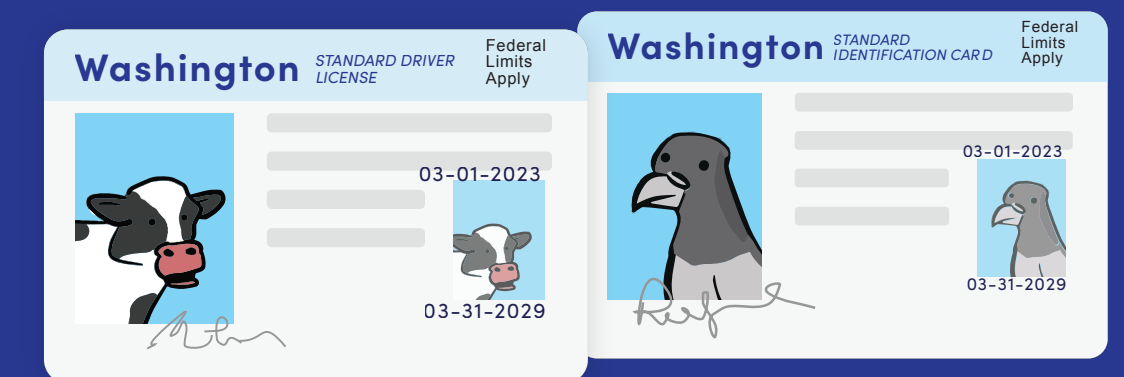 Washington
STANDARD DRIVER
LICENSE
Federal
Limits
Apply
03-01-2023
03-31-2029
Washington
STANDARD
IDENTIFICATION CARD
Federal
Limits
Apply
03-01-2023
03-31-2029